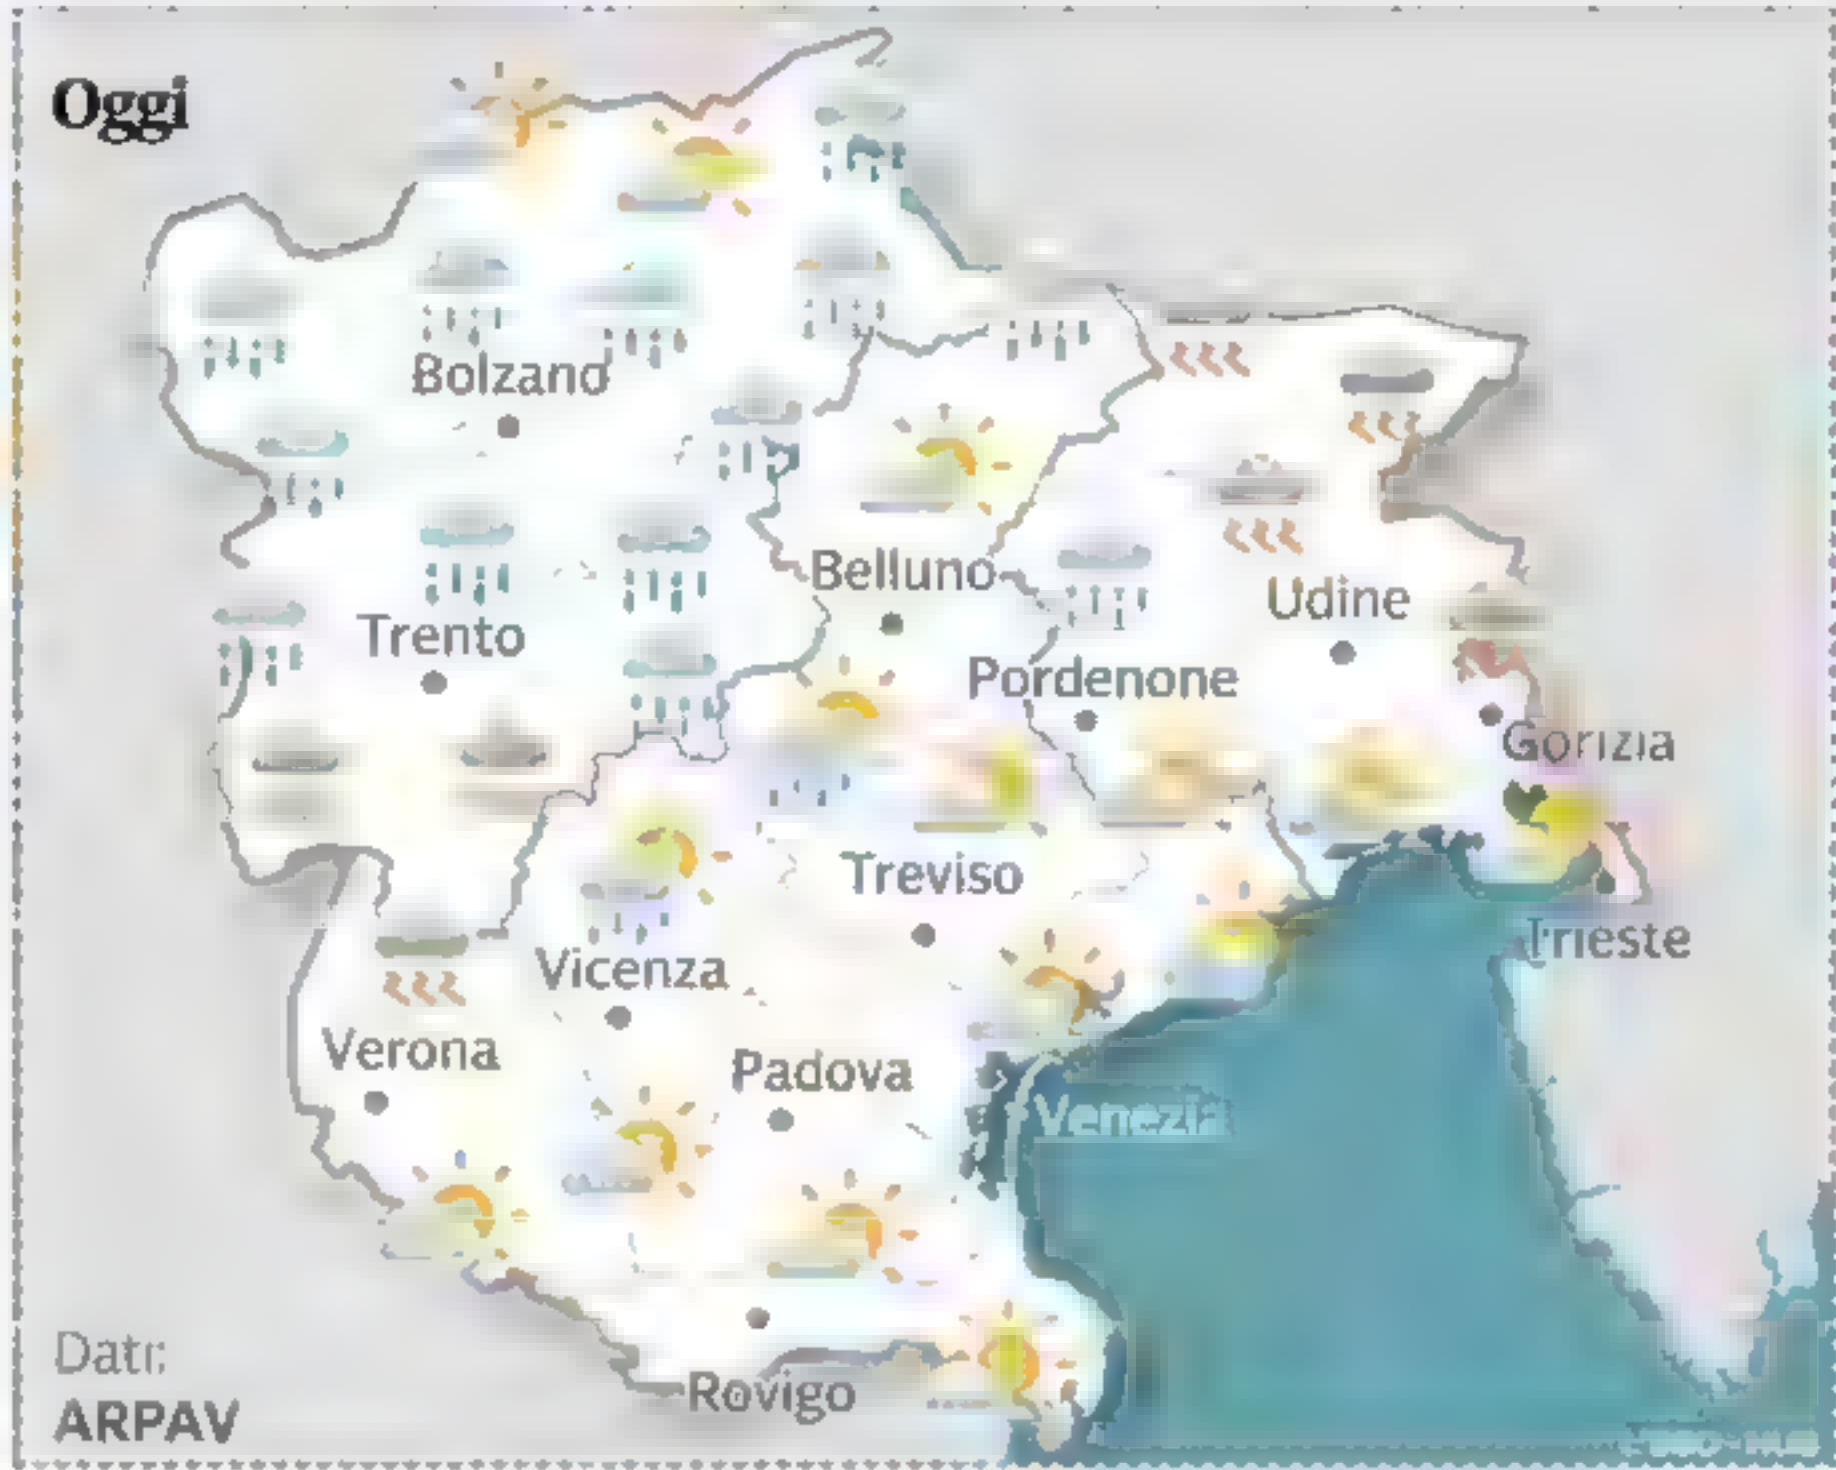 Oggi
Bolzano
Trento
Belluno
Udine
Pordenone
Gorizia
Treviso
Trieste
Vicenza
Verona
Padova
Venezia
Rovigo
Dati:
ARPAV